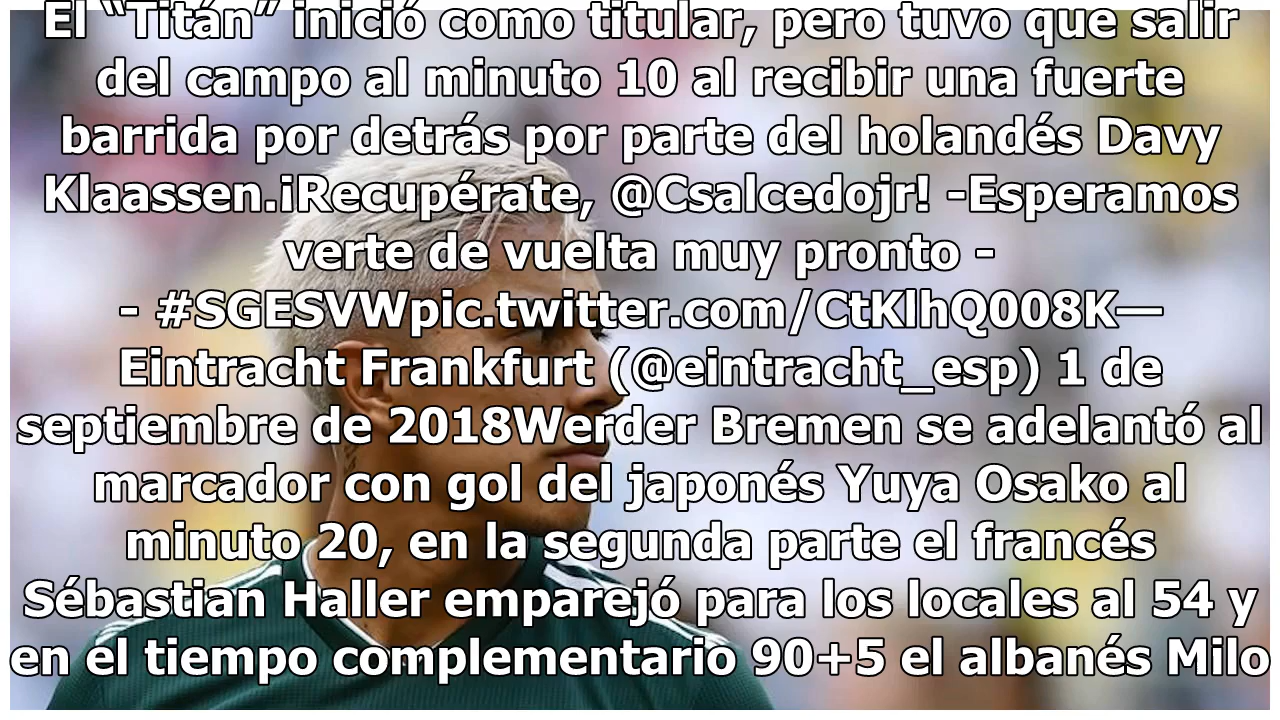 El “Titán” inició como titular, pero tuvo que salir
del campo al minuto 10 al recibir una fuerte
barrida por detrás por parte del holandés Davy
Klaassen.¡Recupérate, @Csalcedojr! -Esperamos
verte de vuelta muy pronto -
- #SGESVWpic.twitter.com/CtKlhQ008K—
Eintracht Frankfurt (@eintracht_esp) 1 de
septiembre de 2018Werder Bremen se adelantó al
marcador con gol del japonés Yuya Osako al
minuto 20, en la segunda parte el francés
Sébastian Haller emparejó para los locales al 54 y
en el tiempo complementario 90+5 el albanés Milo